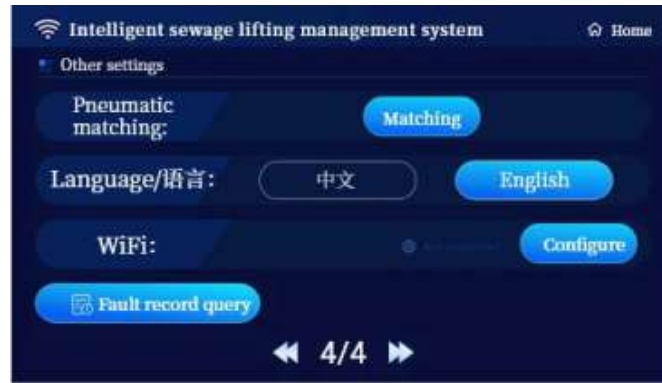 Intelligent sewage lifting management system
Home
Other settings
Pneumatic
matching:
Matching
Language/语言:
中文
English
WiFi:
Configure
Fault record query
4/4